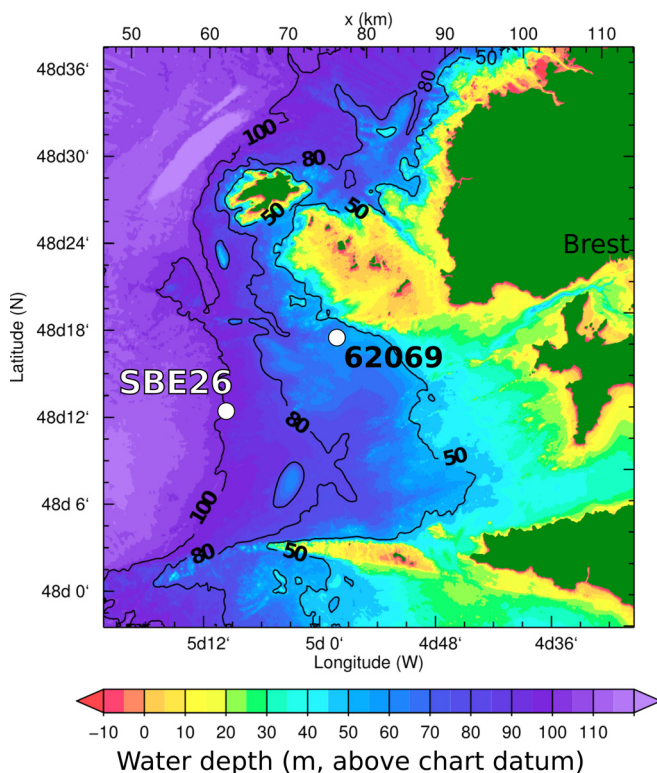 x (km)
50 60 70 80 90 100 110
48d36‘
48d30‘
48d24‘
48d18‘
48d12‘
48d 6‘
48d 0‘
Latitude (N)
50
80
80
100
80
50
50
Brest
62069
SBE26
80
50
100
80
50
5d12‘ 5d 0‘ 4d48‘ 4d36‘
Longitude (W)
−10 0 10 20 30 40 50 60 70 80 90 100 110
Water depth (m, above chart datum)